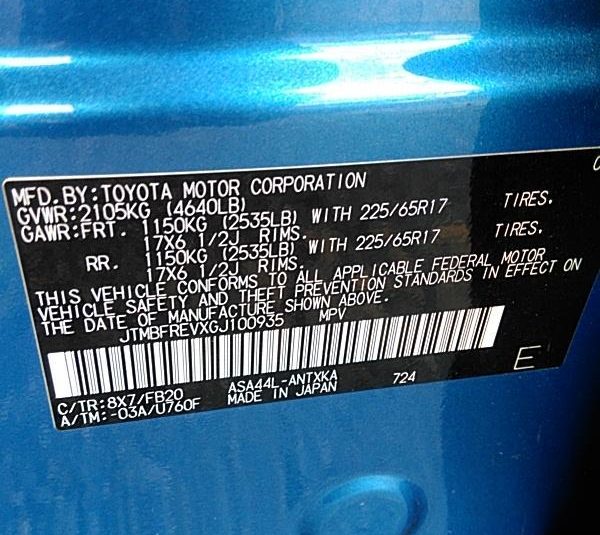 MFD.BY:TOYOTA MOTOR CORPORATION
GVWR:2105KG (4640LB)
GAWR:FRT. 1150KG (2535LB) WITH 225/65R17 TIRES.
17X6 1/2J RIMS.
RR. 1150KG (2535LB) WITH 225/65R17 TIRES.
17X6 1/2J RIMS.
THIS VEHICLE CONFORMS TO ALL APPLICABLE FEDERAL MOTOR
VEHICLE SAFETY AND THEFT PREVENTION STANDARDS IN EFFECT ON
THE DATE OF MANUFACTURE SHOWN ABOVE.
JTMBFREVXGJ100935 MPV
C/TR:8X7/FB20 ASA44L-ANTXKA 724
A/TM:-03A/U760F MADE IN JAPAN
E